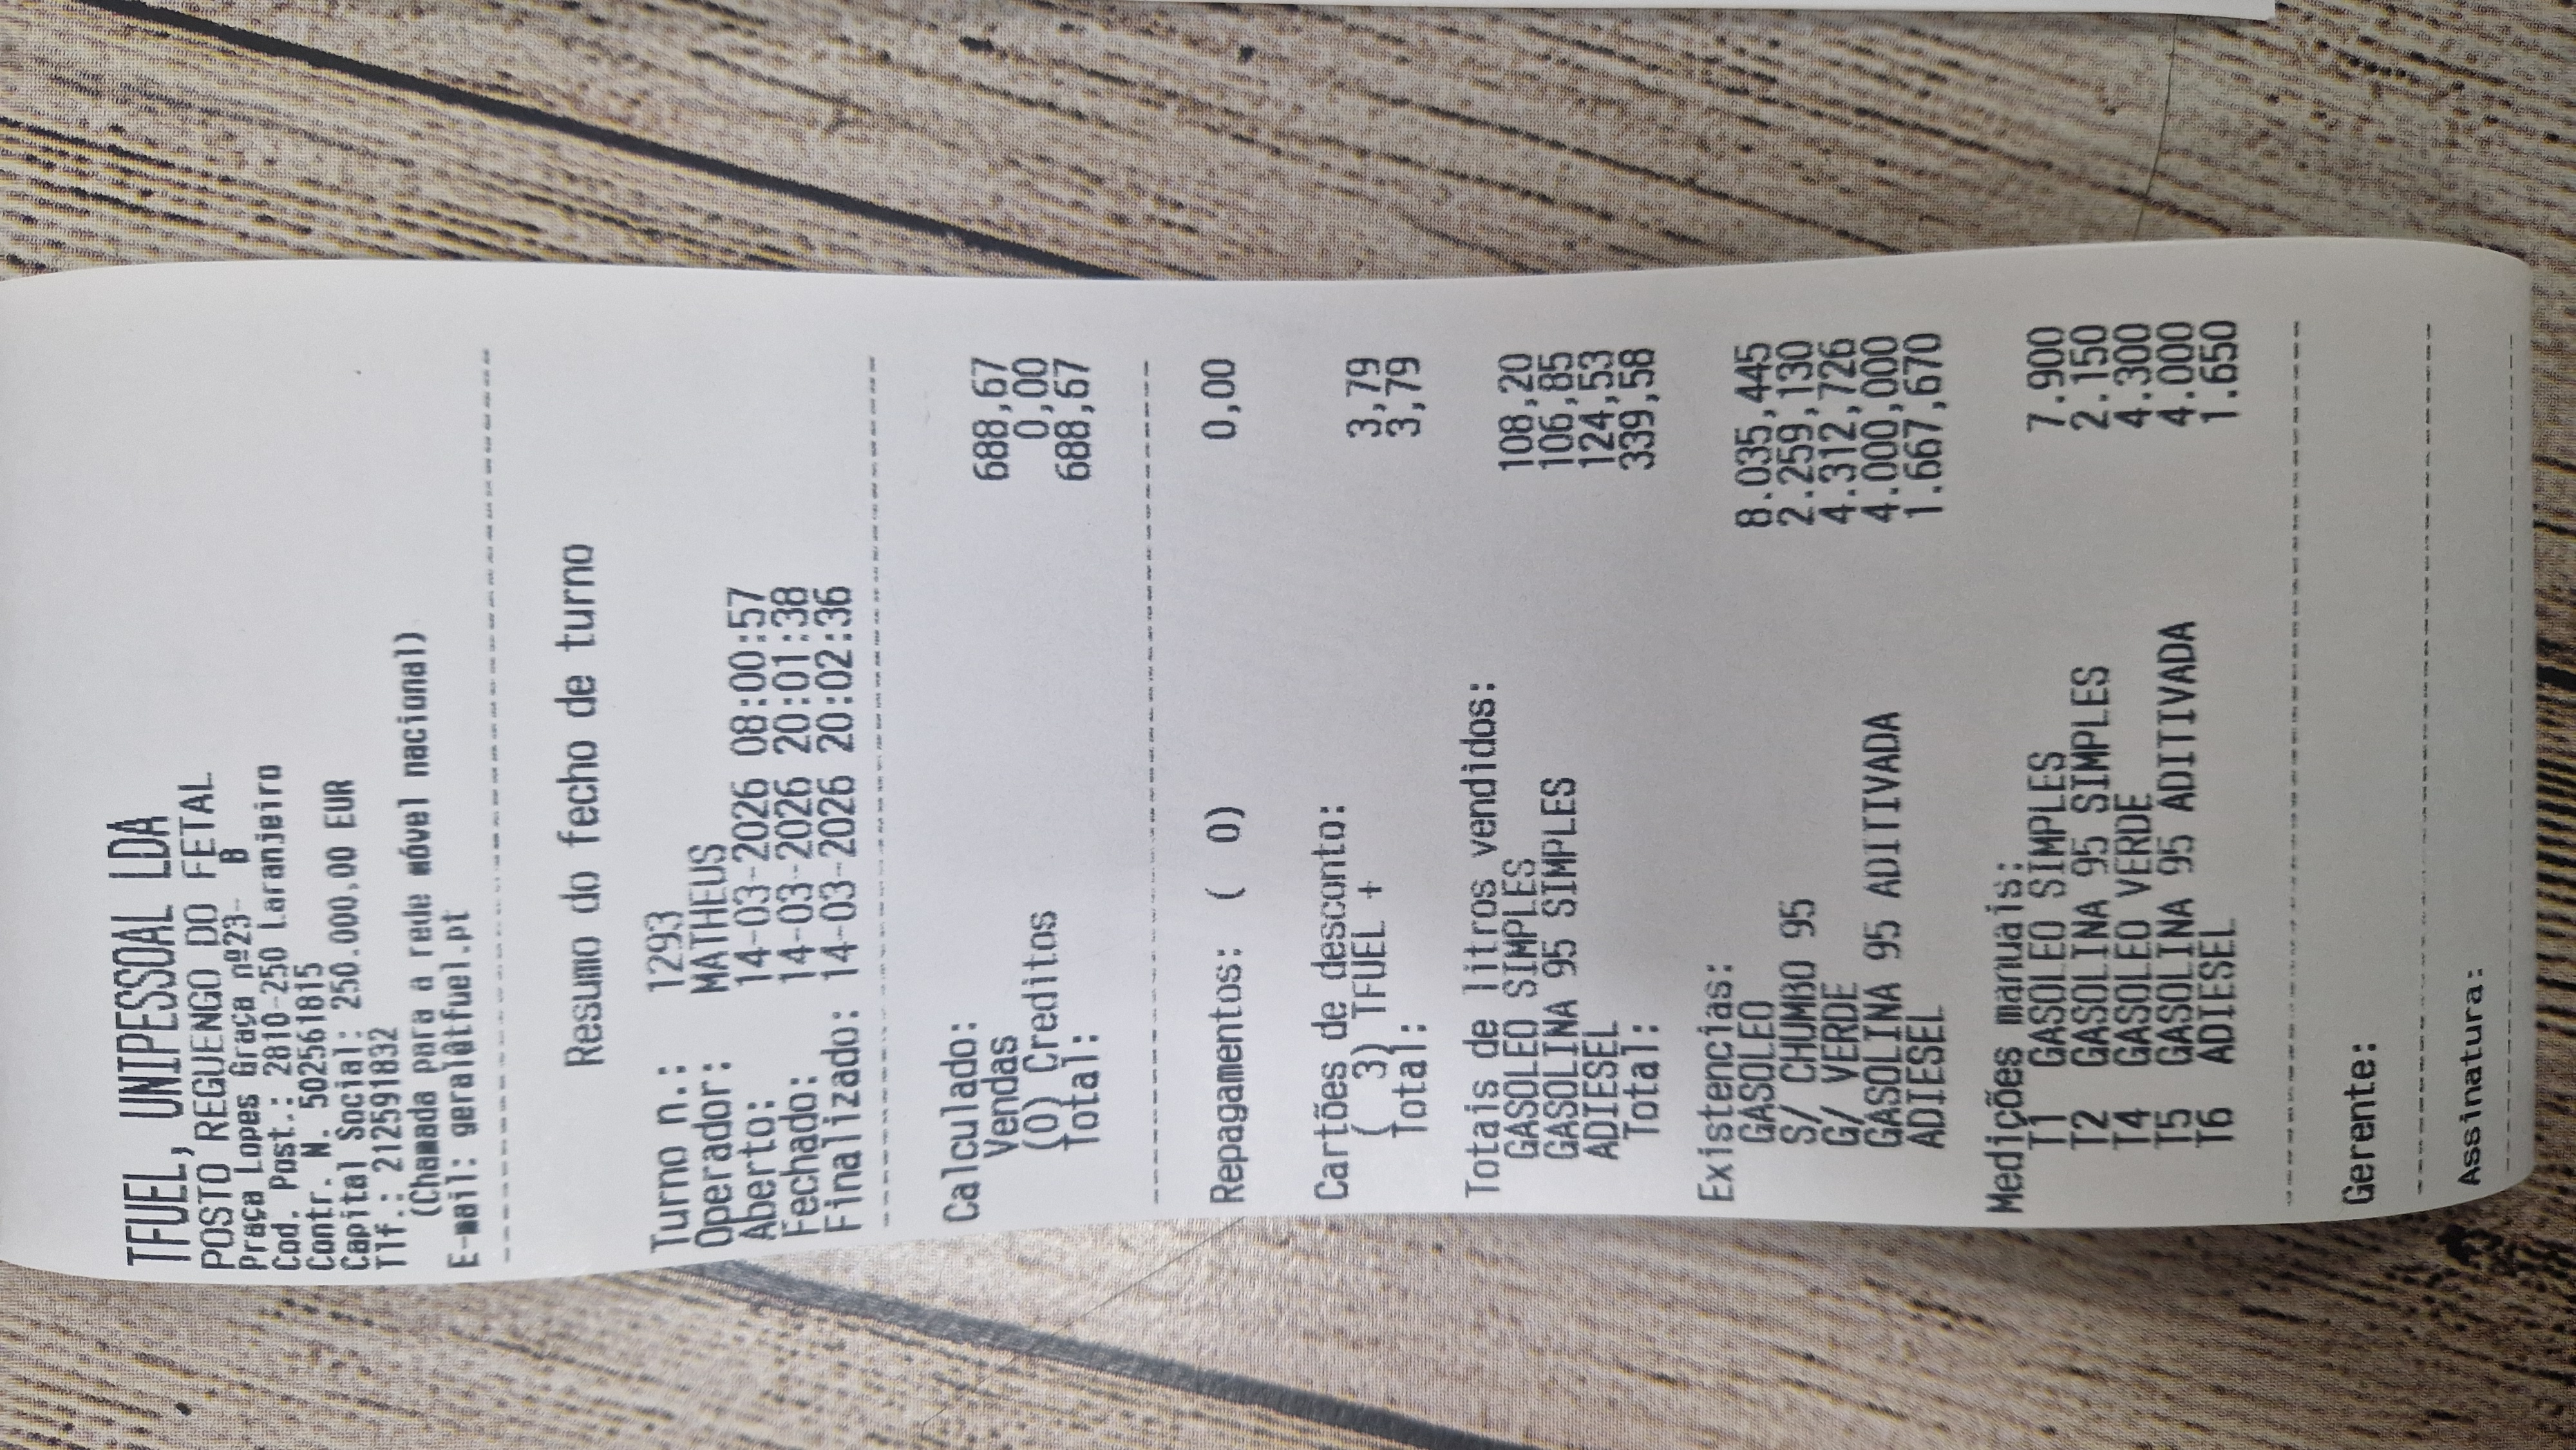 TFUEL, UNIPESSOAL LDA
POSTO REGUENGO DO FETAL
Praça Lopes Graça nº23- B
Cod. Post.: 2810-250 Laranjeiro
Contr. N. 502561815
Capital Social: 250.000,00 EUR
Tlf.: 212591832
(Chamada para a rede móvel nacional)
E-mail: geral@tfuel.pt
Resumo do fecho de turno
Turno n.: 1293
Operador: MATHEUS
Aberto: 14-03-2026 08:00:57
Fechado: 14-03-2026 20:01:38
Finalizado: 14-03-2026 20:02:36
Calculado:
Vendas 688,67
(0) Creditos 0,00
Total: 688,67
Repagamentos: ( 0) 0,00
Cartões de desconto:
( 3) TFUEL + 3,79
Total: 3,79
Totais de litros vendidos:
GASOLEO SIMPLES 108,20
GASOLINA 95 SIMPLES 106,85
ADIESEL 124,53
Total: 339,58
Existencias:
GASOLEO 8.035,445
S/ CHUMBO 95 2.259,130
G/ VERDE 4.312,726
GASOLINA 95 ADITIVADA 4.000,000
ADIESEL 1.667,670
Medições manuais:
T1 GASOLEO SIMPLES 7.900
T2 GASOLINA 95 SIMPLES 2.150
T4 GASOLEO VERDE 4.300
T5 GASOLINA 95 ADITIVADA 4.000
T6 ADIESEL 1.650
Gerente:
Assinatura: